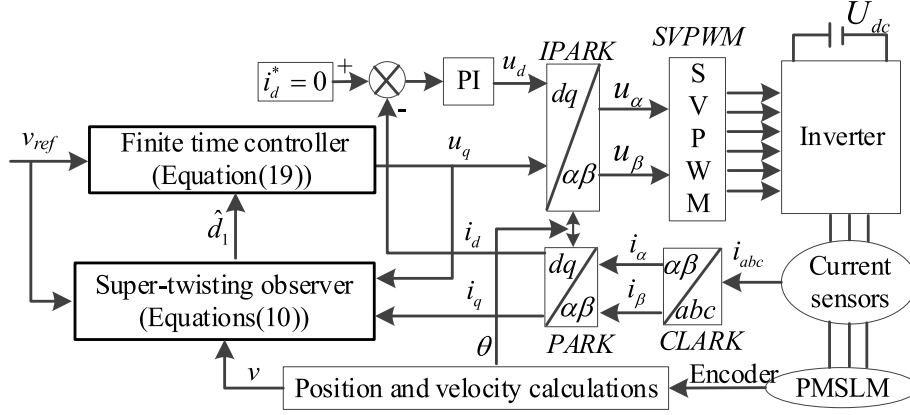 U_dc
IPARK
SVPWM
i_d^* = 0
+
-
PI
u_d
dq
αβ
u_α
u_β
S
V
P
W
M
Inverter
v_ref
Finite time controller
(Equation(19))
u_q
d̂_1
i_d
θ
dq
αβ
i_α
i_β
αβ
abc
i_abc
Current
sensors
Super-twisting observer
(Equations(10))
i_q
PARK
CLARK
v
Position and velocity calculations
Encoder
PMSLM